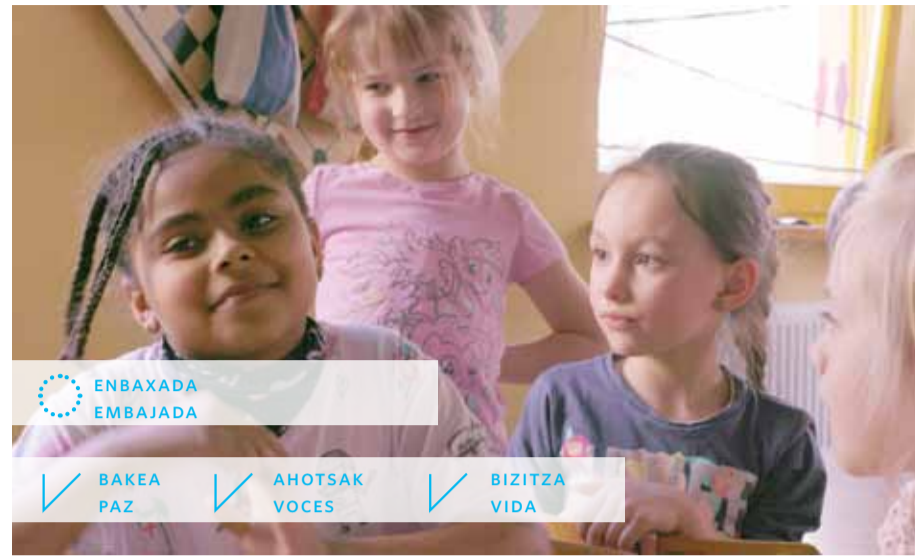 ENBAXADA
EMBAJADA
BAKEA AHOTSAK BIZITZA
PAZ VOCES VIDA